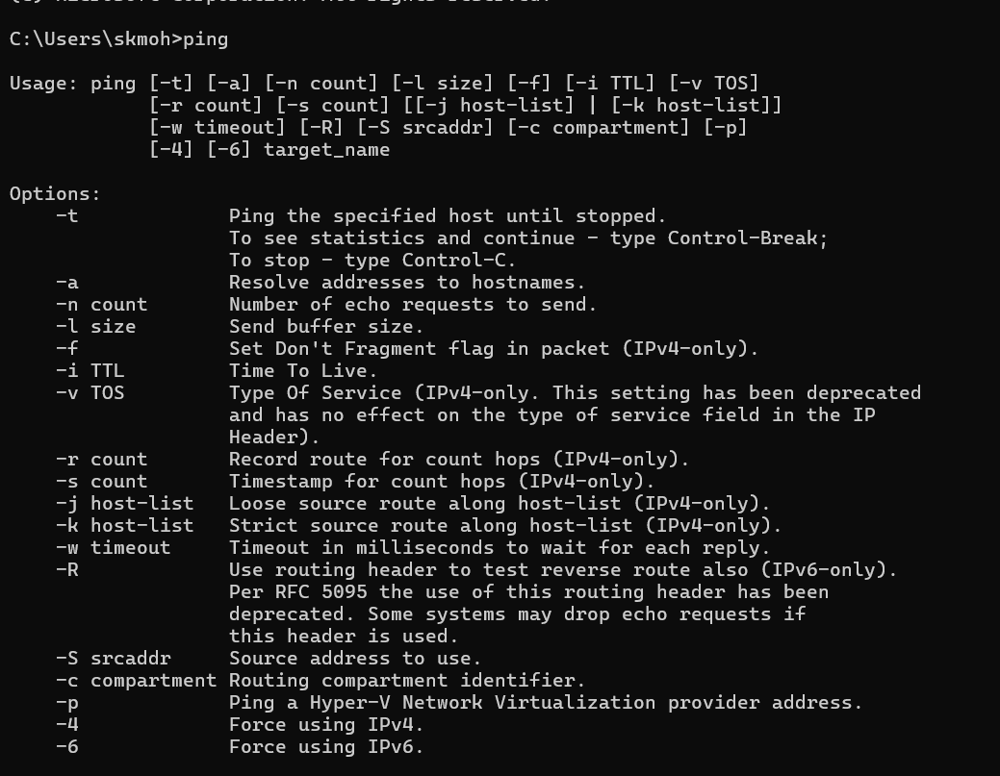 (c) Microsoft Corporation. All rights reserved.
C:\Users\skmoh>ping
Usage: ping [-t] [-a] [-n count] [-l size] [-f] [-i TTL] [-v TOS]
[-r count] [-s count] [[-j host-list] | [-k host-list]]
[-w timeout] [-R] [-S srcaddr] [-c compartment] [-p]
[-4] [-6] target_name
Options:
-t Ping the specified host until stopped.
To see statistics and continue - type Control-Break;
To stop - type Control-C.
-a Resolve addresses to hostnames.
-n count Number of echo requests to send.
-l size Send buffer size.
-f Set Don't Fragment flag in packet (IPv4-only).
-i TTL Time To Live.
-v TOS Type Of Service (IPv4-only. This setting has been deprecated
and has no effect on the type of service field in the IP
Header).
-r count Record route for count hops (IPv4-only).
-s count Timestamp for count hops (IPv4-only).
-j host-list Loose source route along host-list (IPv4-only).
-k host-list Strict source route along host-list (IPv4-only).
-w timeout Timeout in milliseconds to wait for each reply.
-R Use routing header to test reverse route also (IPv6-only).
Per RFC 5095 the use of this routing header has been
deprecated. Some systems may drop echo requests if
this header is used.
-S srcaddr Source address to use.
-c compartment Routing compartment identifier.
-p Ping a Hyper-V Network Virtualization provider address.
-4 Force using IPv4.
-6 Force using IPv6.